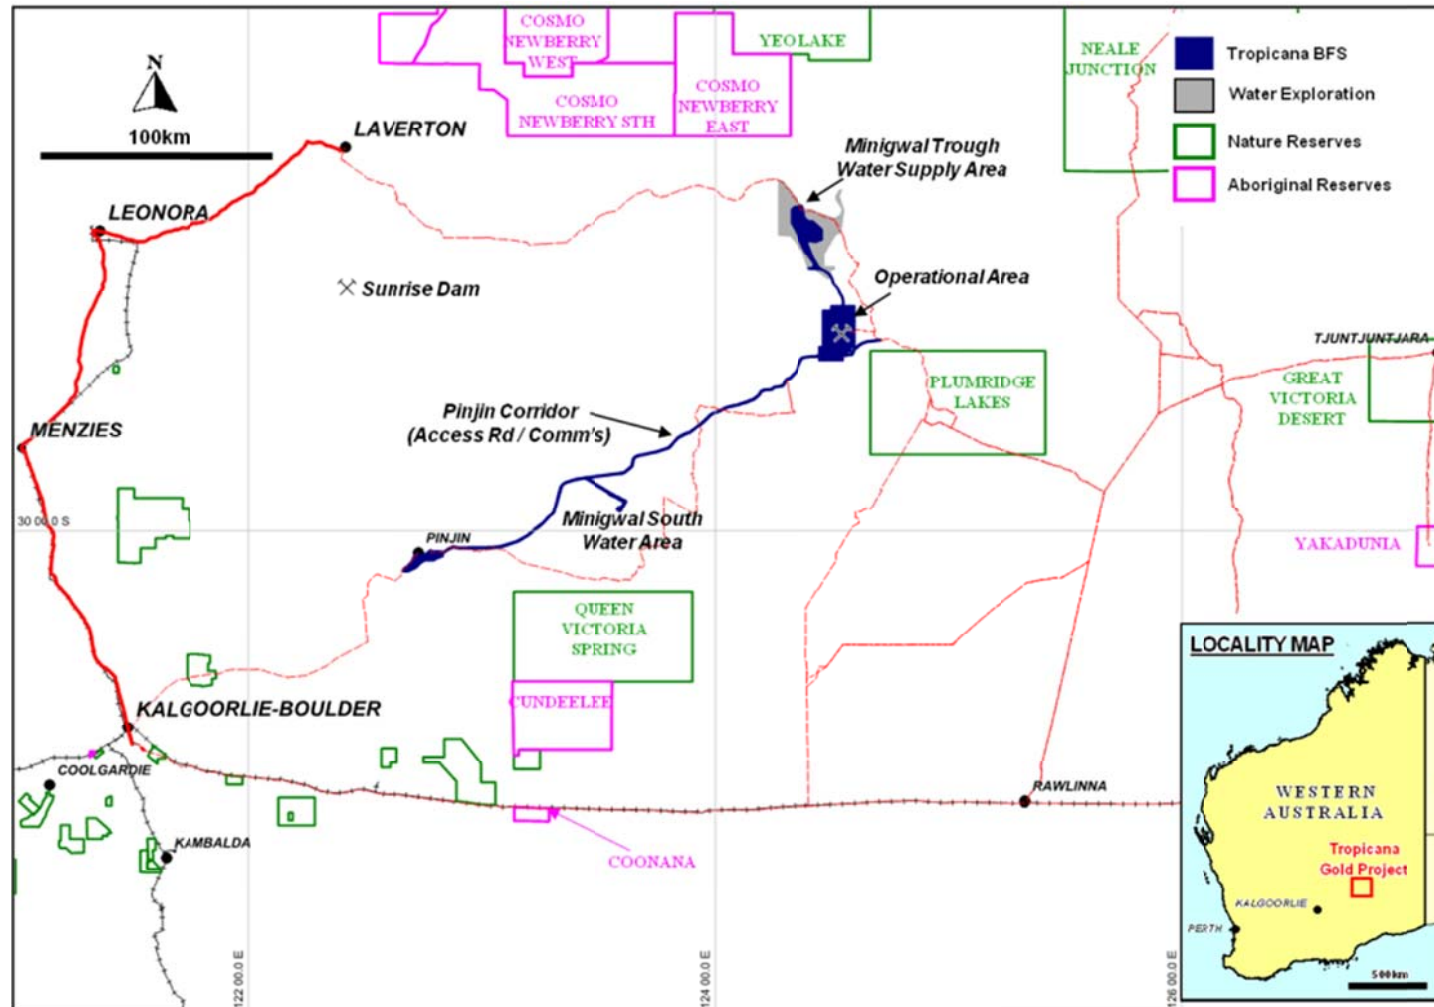 COSMO
NEWBERRY
WEST
YEOLAKE
NEALE
JUNCTION
Tropicana BFS
N
COSMO
NEWBERRY
EAST
Water Exploration
COSMO
NEWBERRY STH
100km
LAVERTON
Minigwal Trough
Water Supply Area
Nature Reserves
Aboriginal Reserves
LEONORA
Sunrise Dam
Operational Area
TJUNTJUNTJARA
PLUMRIDGE
LAKES
GREAT
VICTORIA
DESERT
Pinjin Corridor
(Access Rd / Comm's)
MENZIES
30 00.0 S
Minigwal South
Water Area
PINJIN
YAKADUNIA
QUEEN
VICTORIA
SPRING
LOCALITY MAP
CUNDEELEE
KALGOORLIE-BOULDER
COOLGARDIE
RAWLINNA
WESTERN
AUSTRALIA
KAMBALDA
COONANA
Tropicana
Gold Project
KALGOORLIE
PERTH
500km
122 00.0 E
124 00.0 E
126 00.0 E